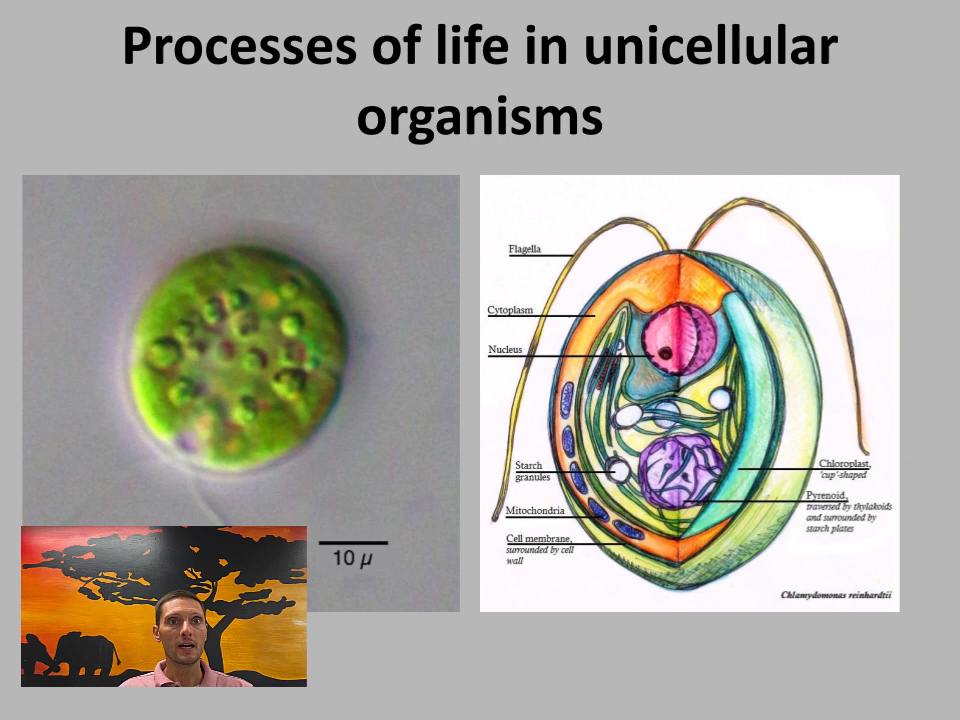 Processes of life in unicellular
organisms
Flagella
Cytoplasm
Nucleus
Starch
granules
Mitochondria
Cell membrane,
surrounded by cell
wall
Chloroplast,
'cup'-shaped
Pyrenoid,
traversed by thylakoids
and surrounded by
starch plates
Chlamydomonas reinhardtii
10 µ